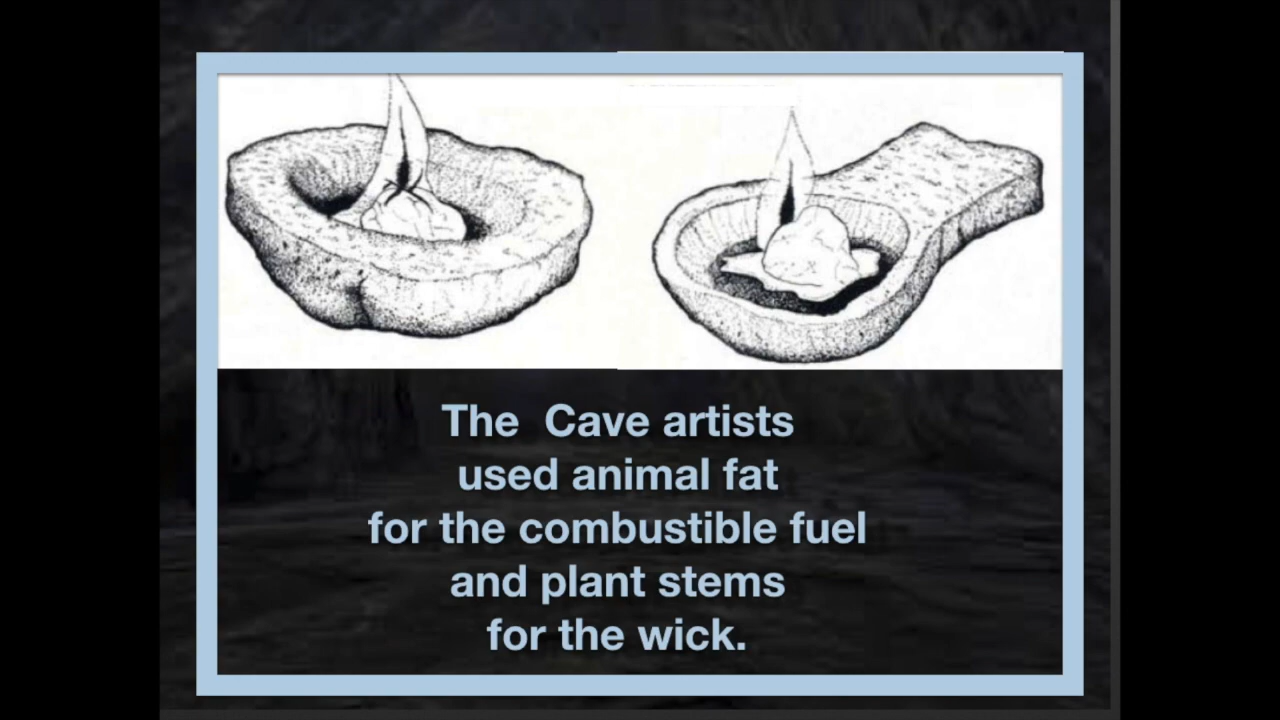 The Cave artists
used animal fat
for the combustible fuel
and plant stems
for the wick.